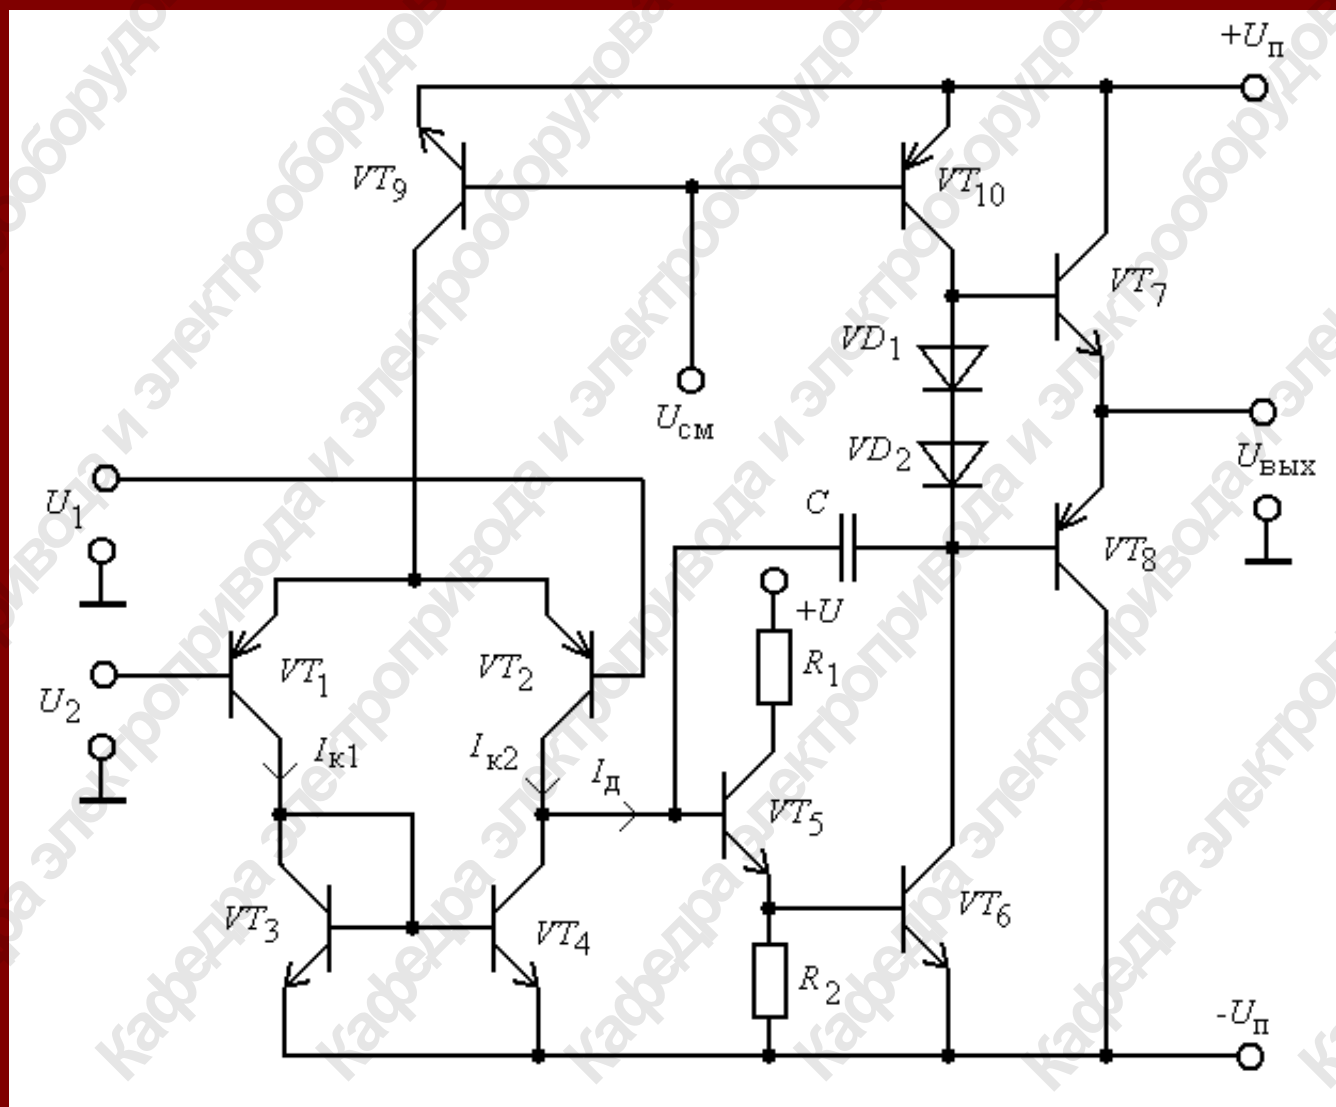 +Uп
VT9
VT10
VT7
VD1
Uсм
VD2
Uвых
U1
C
VT8
+U
VT1
VT2
R1
U2
Iк1
Iк2
Iд
VT5
VT3
VT4
VT6
R2
-Uп
Кафедра электропривода и электрооборудова